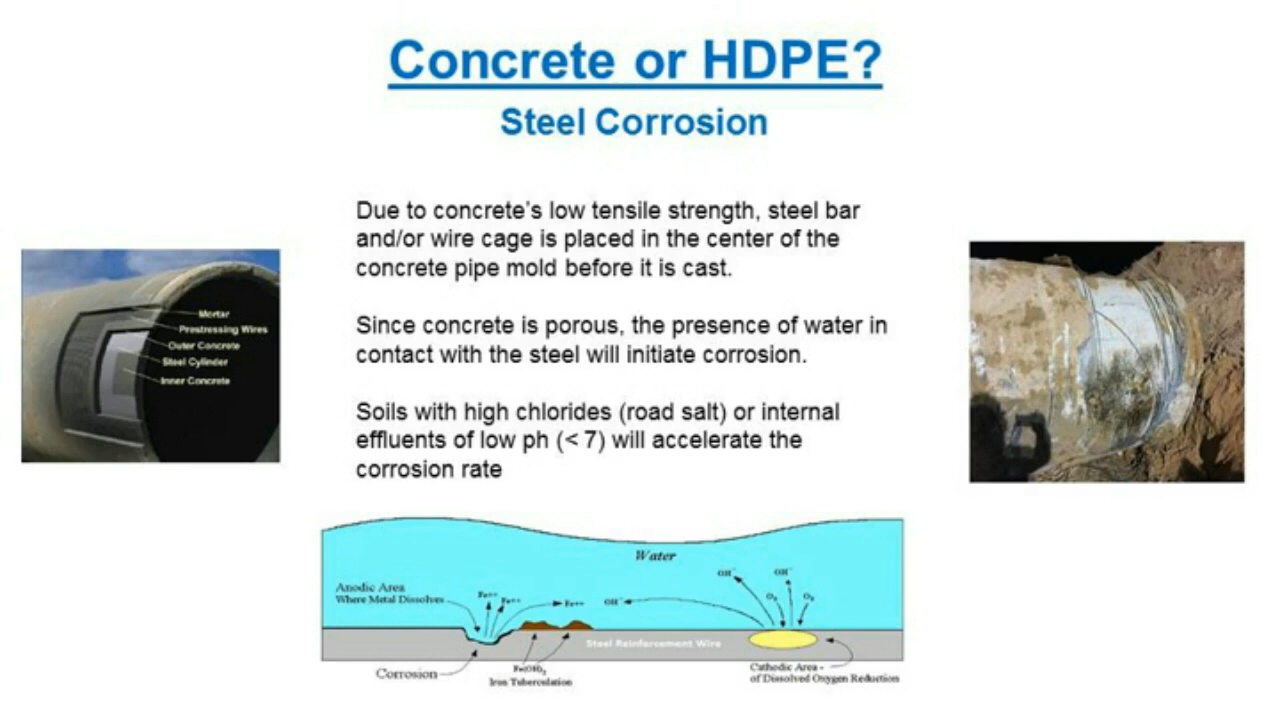 Concrete or HDPE?
Steel Corrosion
Due to concrete's low tensile strength, steel bar
and/or wire cage is placed in the center of the
concrete pipe mold before it is cast.
Since concrete is porous, the presence of water in
contact with the steel will initiate corrosion.
Soils with high chlorides (road salt) or internal
effluents of low ph (< 7) will accelerate the
corrosion rate
Mortar
Prestressing Wires
Outer Concrete
Steel Cylinder
Inner Concrete
Water
Anodic Area
Where Metal Dissolves
Fe++
Fe++
Fe++
OH⁻
OH⁻
OH⁻
O₂
O₂
Steel Reinforcement Wire
Corrosion
Iron Tuberculation
Cathodic Area -
of Dissolved Oxygen Reduction